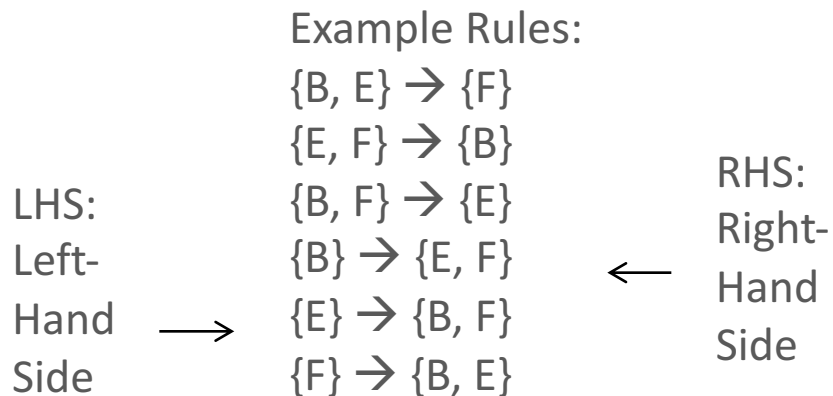 Example Rules:
{B, E} → {F}
{E, F} → {B}
{B, F} → {E}
{B} → {E, F}
{E} → {B, F}
{F} → {B, E}
LHS:
Left-
Hand
Side
RHS:
Right-
Hand
Side